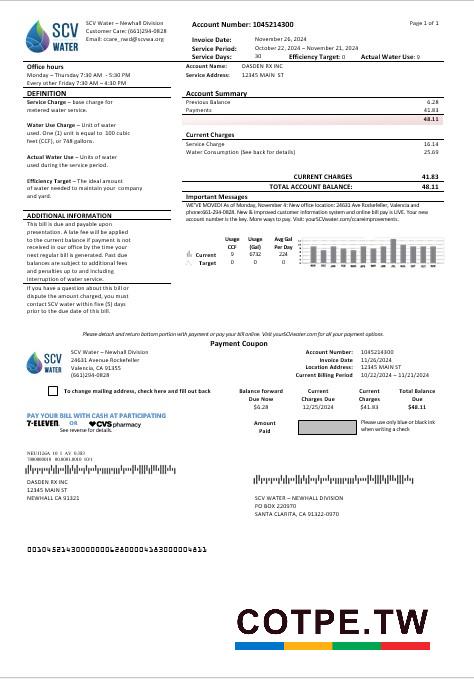 SCV
WATER
SCV Water – Newhall Division
Customer Care: (661)294-0828
Email: ccare_nwd@scvwa.org
Account Number: 1045214300
Page 1 of 1
Invoice Date: November 26, 2024
Service Period: October 22, 2024 – November 21, 2024
Service Days: 30 Efficiency Target: 0 Actual Water Use: 9
Office hours
Monday – Thursday 7:30 AM - 5:30 PM
Every other Friday 7:30 AM – 4:30 PM
Account Name: DASDEN RX INC
Service Address: 12345 MAIN ST
DEFINITION
Service Charge – base charge for
metered water service.
Water Use Charge – Unit of water
used. One (1) unit is equal to 100 cubic
feet (CCF), or 748 gallons.
Actual Water Use – Units of water
used during the service period.
Efficiency Target – The ideal amount
of water needed to maintain your company
and yard.
ADDITIONAL INFORMATION
This bill is due and payable upon
presentation. A late fee will be applied
to the current balance if payment is not
received in our office by the time your
next regular bill is generated. Past due
balances are subject to additional fees
and penalties up to and including
interruption of water service.
If you have a question about this bill or
dispute the amount charged, you must
contact SCV water within five (5) days
prior to the due date of this bill.
Account Summary
Previous Balance 6.28
Payments 41.83
48.11
Current Charges
Service Charge 16.14
Water Consumption (See back for details) 25.69
CURRENT CHARGES 41.83
TOTAL ACCOUNT BALANCE: 48.11
Important Messages
WE'VE MOVED! As of Monday, November 4: New office location: 24631 Ave Rockefeller, Valencia and
phone:661-294-0828. New & improved customer information system and online bill pay is LIVE. Your new
account number is the key. More ways to pay. Visit: yourSCVwater.com/ccareimprovements.
Usage Usage Avg Gal
CCF (Gal) Per Day
Current 9 6732 224
Target 0 0 0
Please detach and return bottom portion with payment or pay your bill online. Visit yourSCVwater.com for all your payment options.
Payment Coupon
SCV
WATER
SCV Water – Newhall Division
24631 Avenue Rockefeller
Valencia, CA 91355
(661)294-0828
Account Number: 1045214300
Invoice Date 11/26/2024
Location Address: 12345 MAIN ST
Current Billing Period 10/22/2024 – 11/21/2024
To change mailing address, check here and fill out back
Balance forward Current Current Total Balance
Due Now Charges Due Charges Due
$6.28 12/25/2024 $41.83 $48.11
PAY YOUR BILL WITH CASH AT PARTICIPATING
7-ELEVEN. OR CVS pharmacy
See reverse for details.
Amount
Paid
Please use only blue or black ink
when writing a check
DASDEN RX INC
12345 MAIN ST
NEWHALL CA 91321
SCV WATER – NEWHALL DIVISION
PO BOX 220970
SANTA CLARITA, CA 91322-0970
COTPE.TW